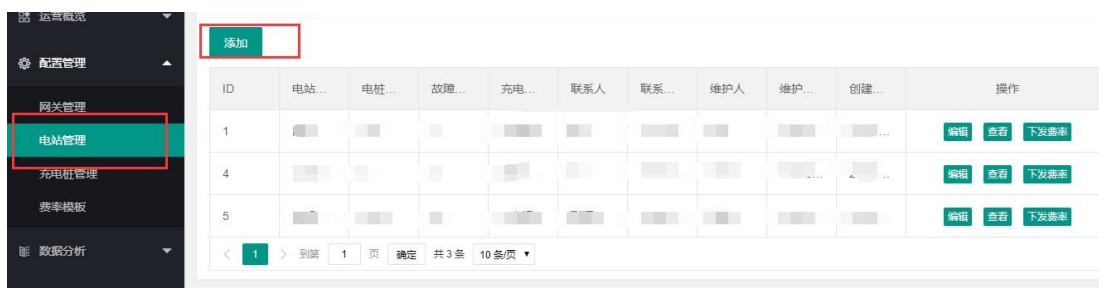 运营概览
配置管理
网关管理
电站管理
充电桩管理
费率模板
数据分析
添加
ID 电站... 电桩... 故障... 充电... 联系人 联系... 维护人 维护... 创建... 操作
1 ... 编辑 查看 下发费率
4 ... .. 编辑 查看 下发费率
5 编辑 查看 下发费率
< 1 > 到第 1 页 确定 共 3 条 10 条/页